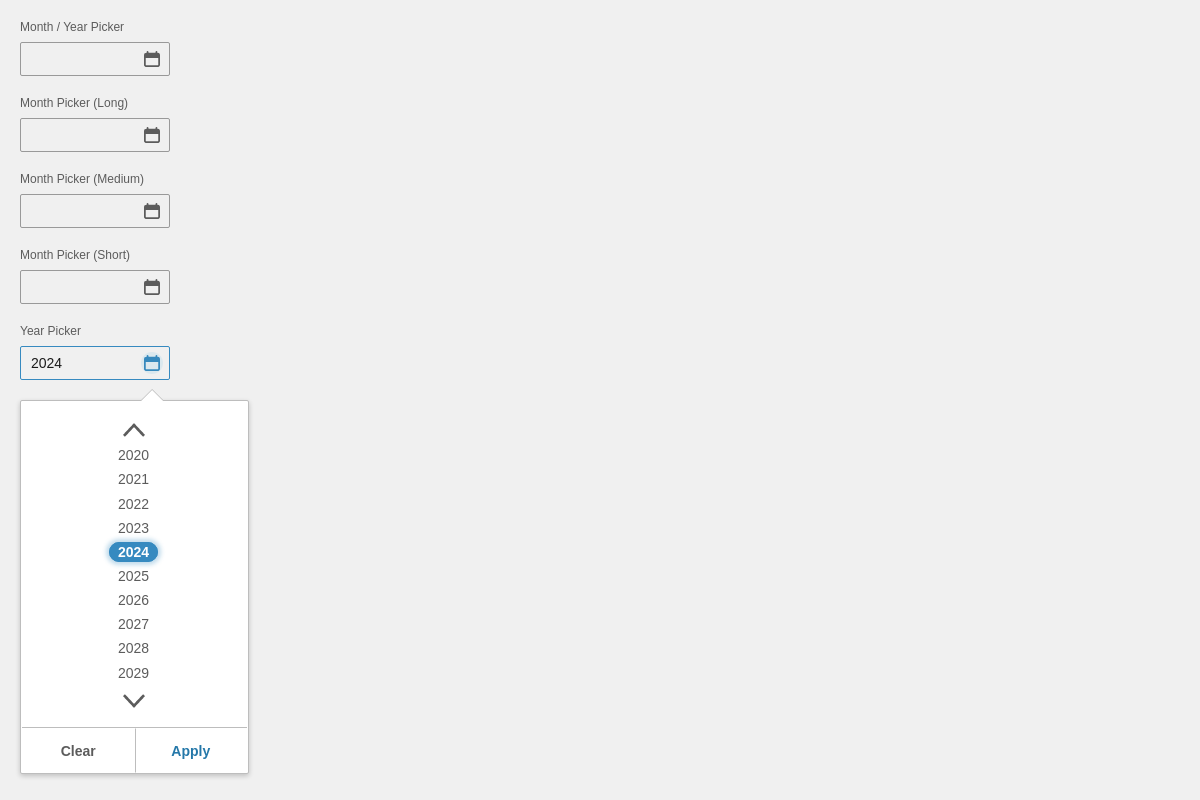 Month / Year Picker
Month Picker (Long)
Month Picker (Medium)
Month Picker (Short)
Year Picker
2024
2020
2021
2022
2023
2024
2025
2026
2027
2028
2029
Clear
Apply